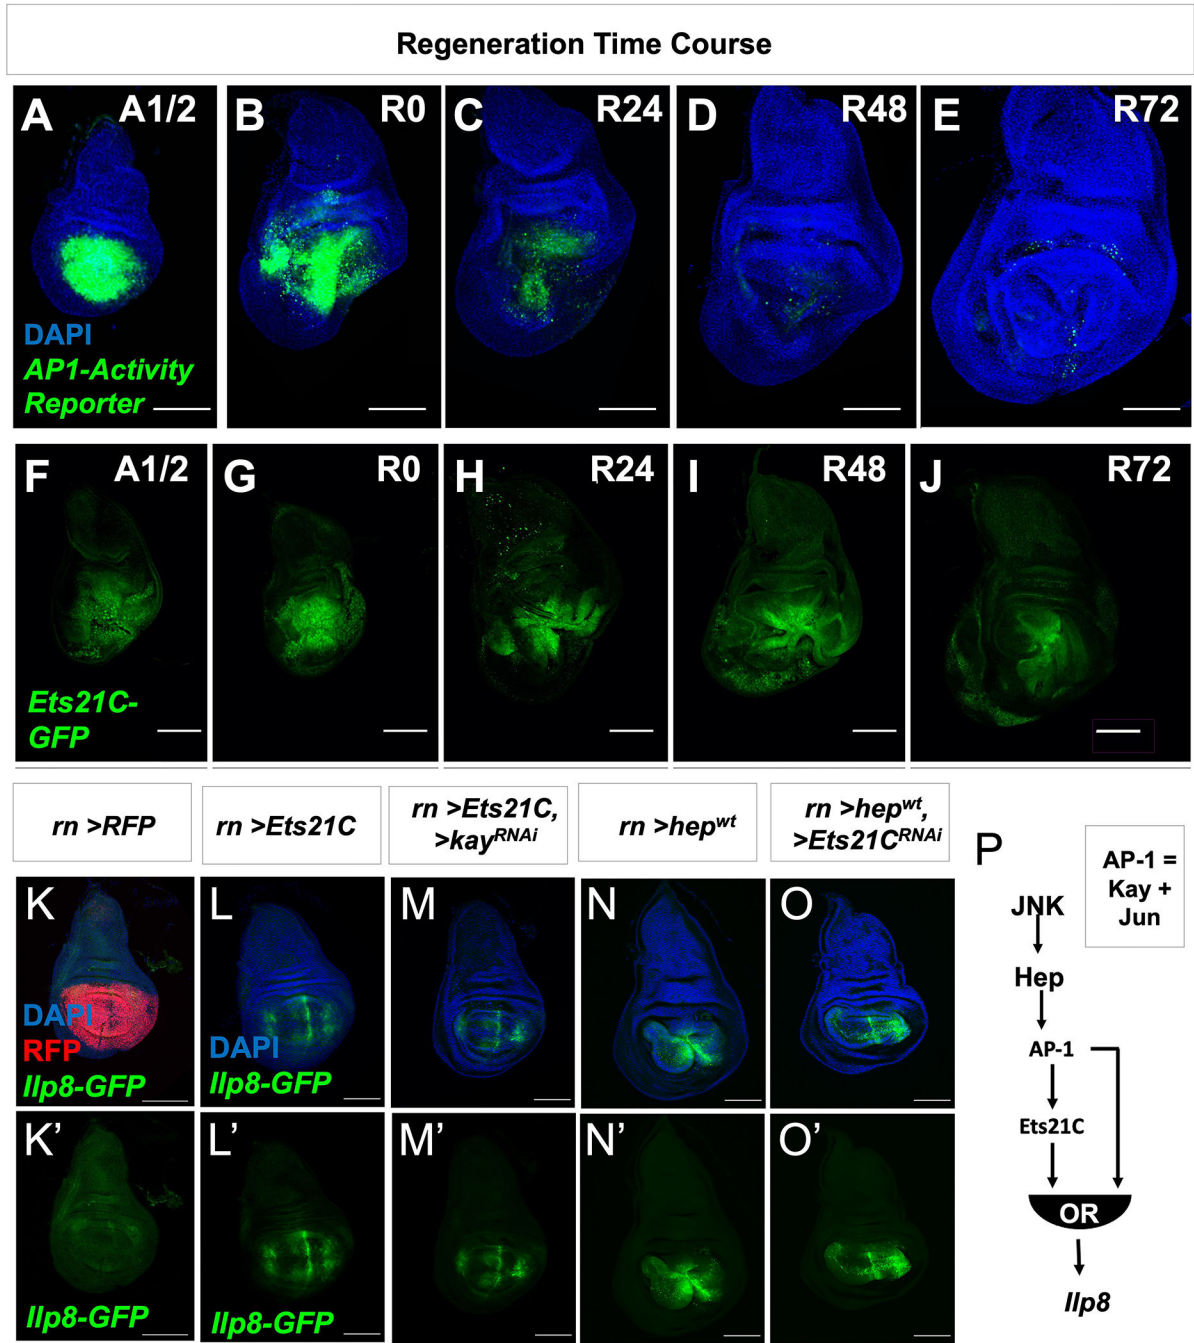 Regeneration Time Course
A A1/2
B R0
C R24
D R48
E R72
DAPI
AP1-Activity
Reporter
F A1/2
G R0
H R24
I R48
J R72
Ets21C-
GFP
rn >RFP
rn >Ets21C
rn >Ets21C,
>kayRNAi
rn >hepwt
rn >hepwt,
>Ets21CRNAi
K
DAPI
RFP
Ilp8-GFP
L
DAPI
Ilp8-GFP
M
N
O
K’
Ilp8-GFP
L’
Ilp8-GFP
M’
N’
O’
P
AP-1 =
Kay +
Jun
JNK
Hep
AP-1
Ets21C
OR
Ilp8